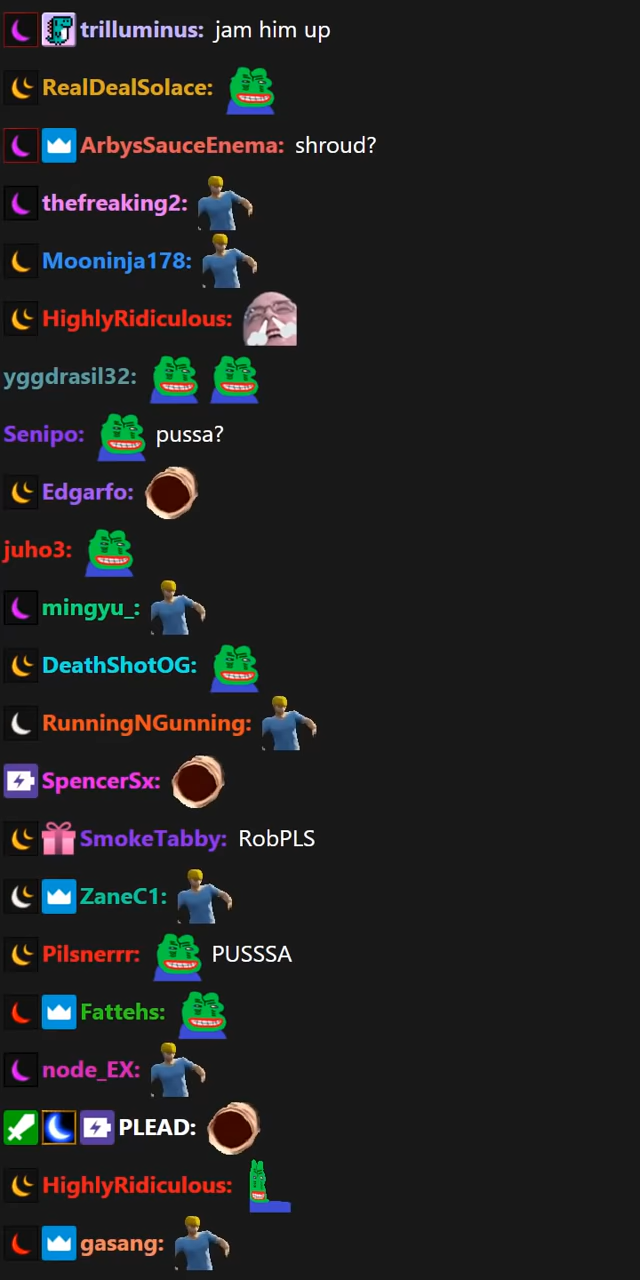 trilluminus: jam him up
RealDealSolace:
ArbysSauceEnema: shroud?
thefreaking2:
Mooninja178:
HighlyRidiculous:
yggdrasil32:
Senipo: pussa?
Edgarfo:
juho3:
mingyu_:
DeathShotOG:
RunningNGunning:
SpencerSx:
SmokeTabby: RobPLS
ZaneC1:
Pilsnerrr: PUSSSA
Fattehs:
node_EX:
PLEAD:
HighlyRidiculous:
gasang: